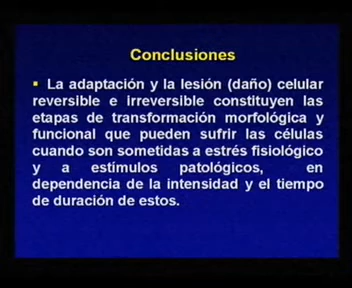 Conclusiones
▪ La adaptación y la lesión (daño) celular
reversible e irreversible constituyen las
etapas de transformación morfológica y
funcional que pueden sufrir las células
cuando son sometidas a estrés fisiológico
y a estímulos patológicos, en
dependencia de la intensidad y el tiempo
de duración de estos.